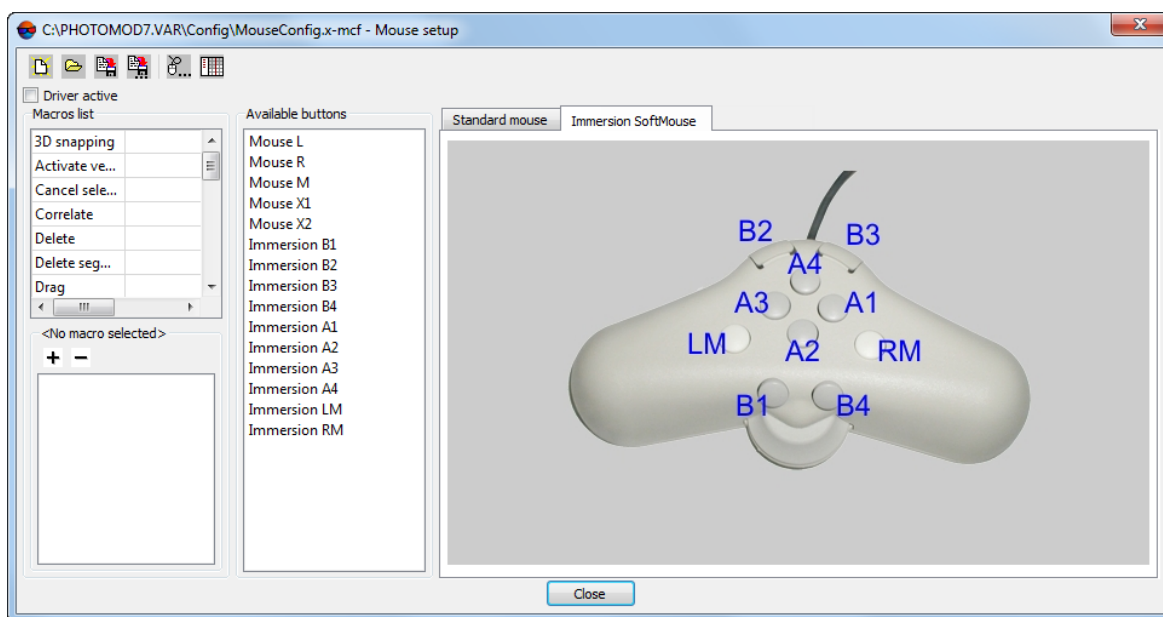 C:\PHOTOMOD7.VAR\Config\MouseConfig.x-mcf - Mouse setup
Driver active
Macros list
3D snapping
Activate ve...
Cancel sele...
Correlate
Delete
Delete seg...
Drag
<No macro selected>
Available buttons
Mouse L
Mouse R
Mouse M
Mouse X1
Mouse X2
Immersion B1
Immersion B2
Immersion B3
Immersion B4
Immersion A1
Immersion A2
Immersion A3
Immersion A4
Immersion LM
Immersion RM
Standard mouse Immersion SoftMouse
B2 B3
A4
A3 A1
LM A2 RM
B1 B4
Close